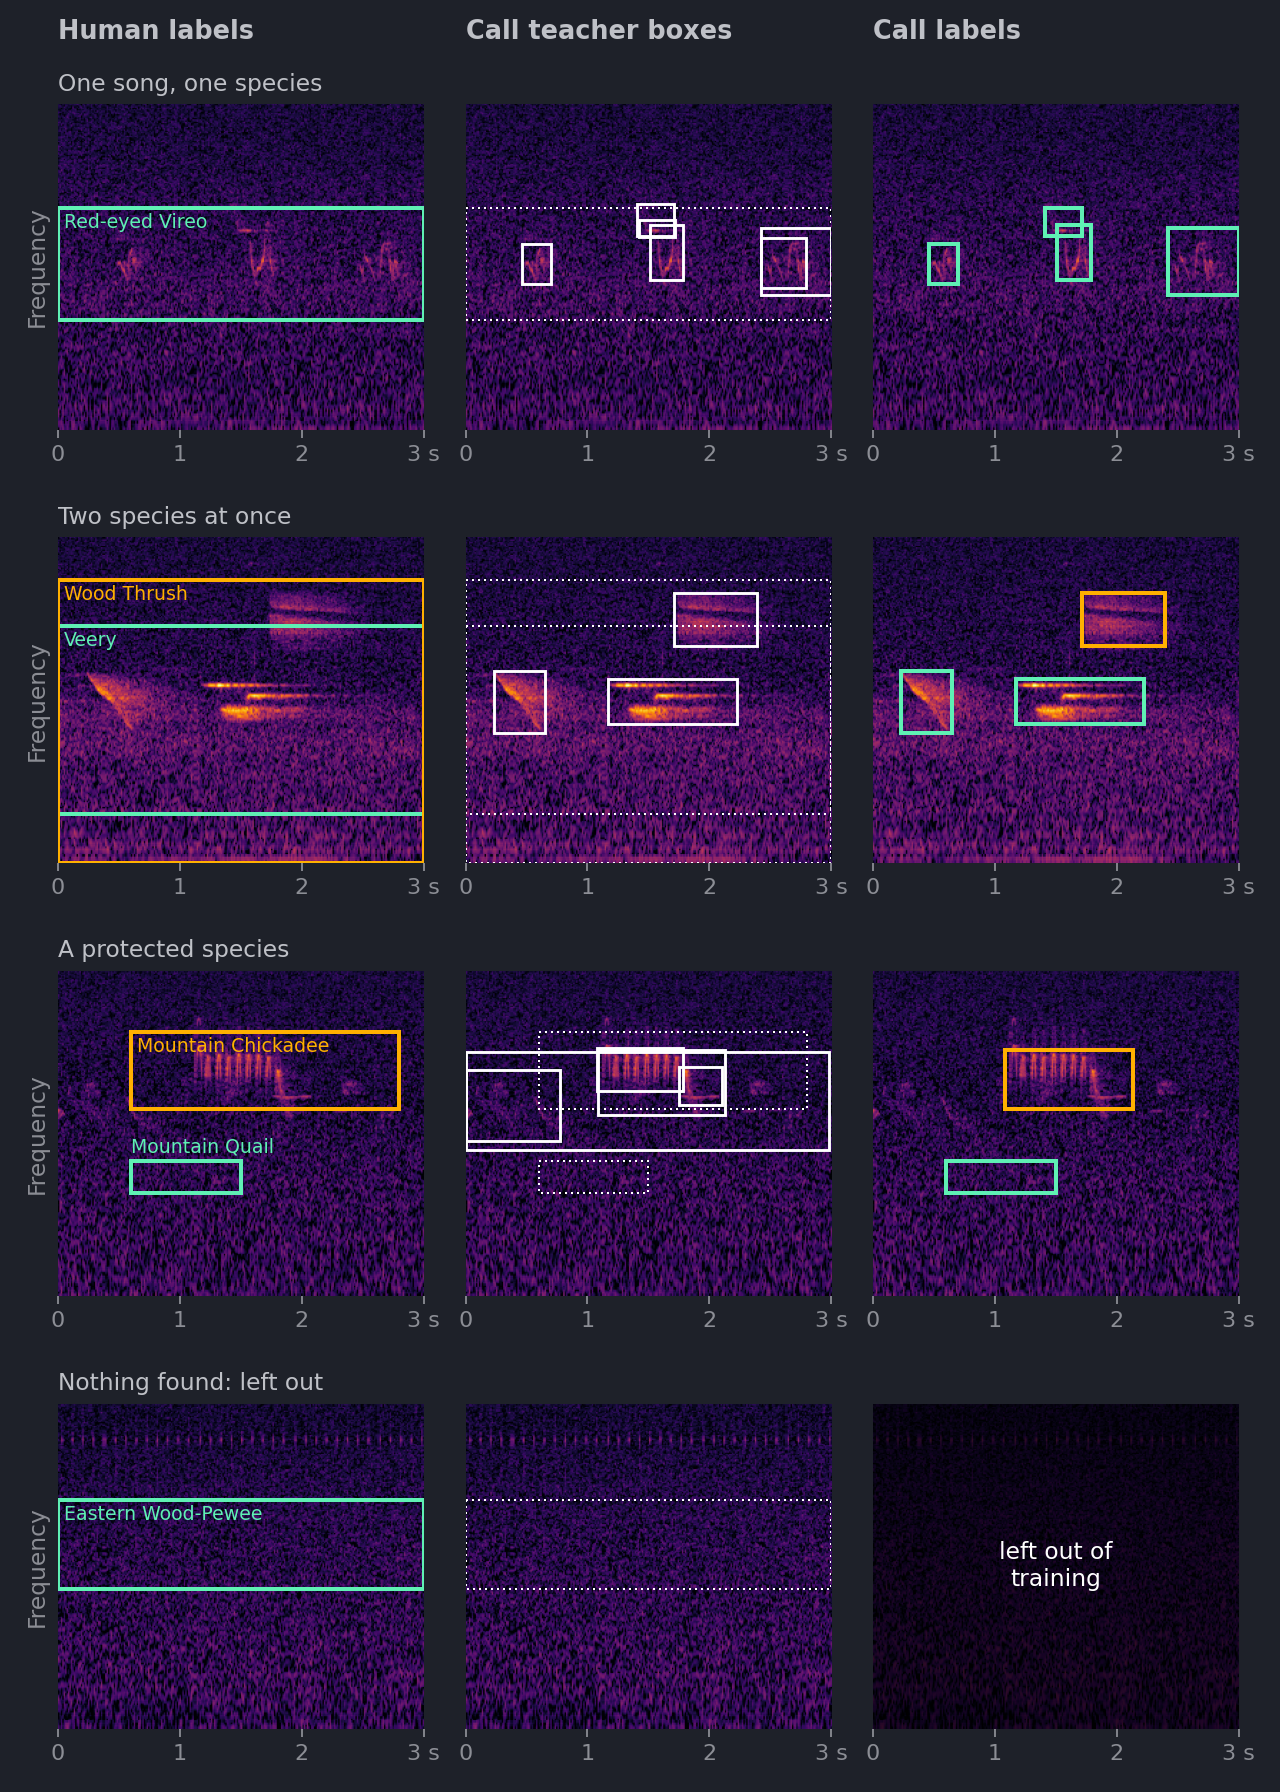 Human labels
Call teacher boxes
Call labels
One song, one species
Frequency
Red-eyed Vireo
0 1 2 3 s
0 1 2 3 s
0 1 2 3 s
Two species at once
Frequency
Wood Thrush
Veery
0 1 2 3 s
0 1 2 3 s
0 1 2 3 s
A protected species
Frequency
Mountain Chickadee
Mountain Quail
0 1 2 3 s
0 1 2 3 s
0 1 2 3 s
Nothing found: left out
Frequency
Eastern Wood-Pewee
left out of
training
0 1 2 3 s
0 1 2 3 s
0 1 2 3 s